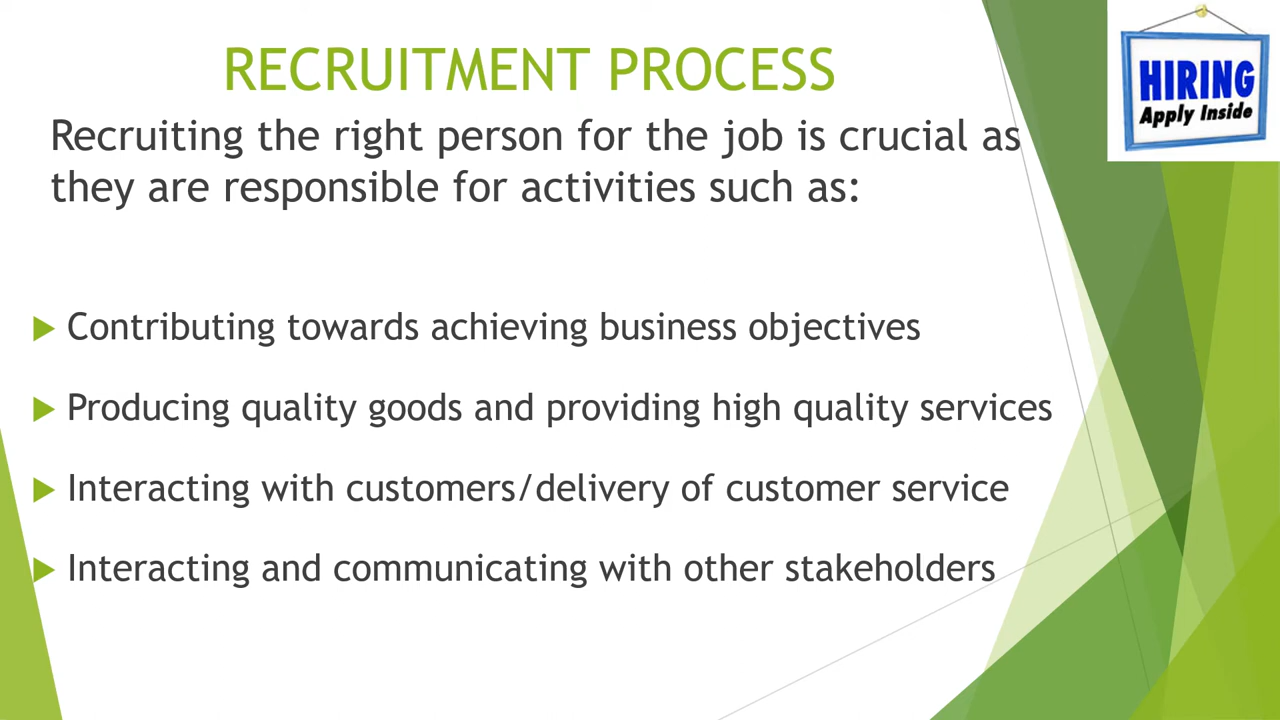 RECRUITMENT PROCESS
Recruiting the right person for the job is crucial as
they are responsible for activities such as:
Contributing towards achieving business objectives
Producing quality goods and providing high quality services
Interacting with customers/delivery of customer service
Interacting and communicating with other stakeholders
HIRING
Apply Inside